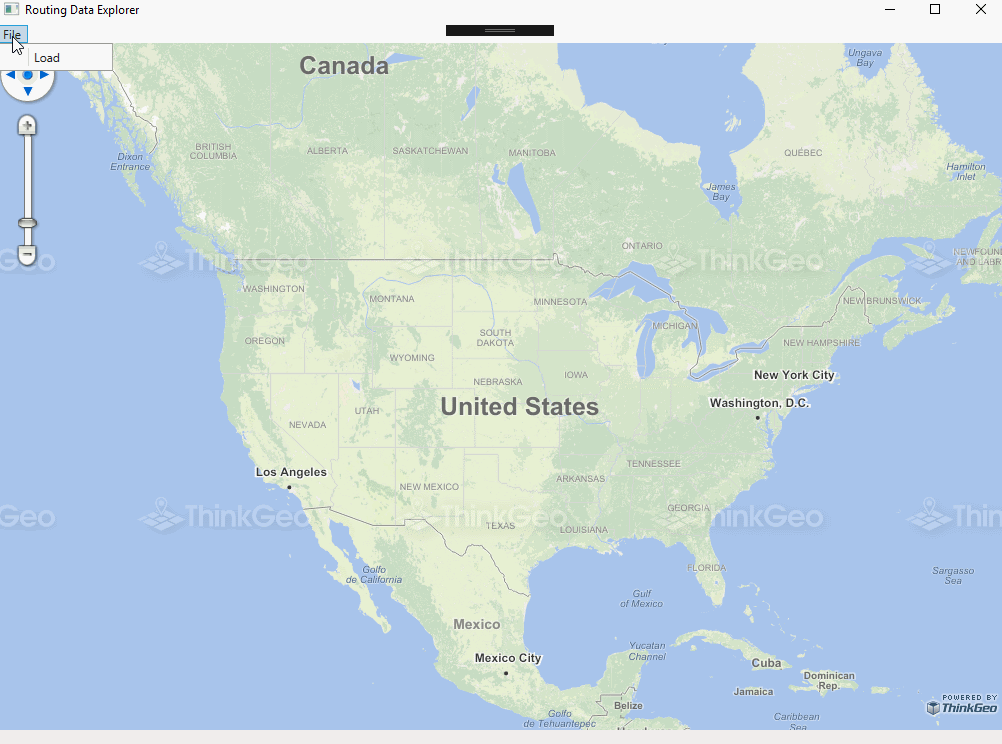 Routing Data Explorer
File
Load
Canada
Ungava
Bay
BRITISH
COLUMBIA
ALBERTA
SASKATCHEWAN
MANITOBA
QUÉBEC
Dixon
Entrance
Hamilton
Inlet
James
Bay
ONTARIO
ThinkGeo
ThinkGeo
ThinkGeo
NEWFOUN
AND LABR
WASHINGTON
MONTANA
MINNESOTA
NEW BRUNSWICK
OREGON
SOUTH
DAKOTA
MICHIGAN
NEW HAMPSHIRE
WYOMING
IOWA
New York City
NEBRASKA
UTAH
United States
Washington, D.C.
NEVADA
Los Angeles
TENNESSEE
NEW MEXICO
ARKANSAS
GEORGIA
ThinkGeo
ThinkGeo
ThinkGeo
TEXAS
LOUISIANA
FLORIDA
Golfo
de California
Sargasso
Sea
Gulf
of Mexico
Mexico
Yucatan
Channel
Mexico City
Cuba
Dominican
Rep.
Jamaica
Belize
POWERED BY
ThinkGeo
Golfo
de Tehuantepec
Caribbean
Sea